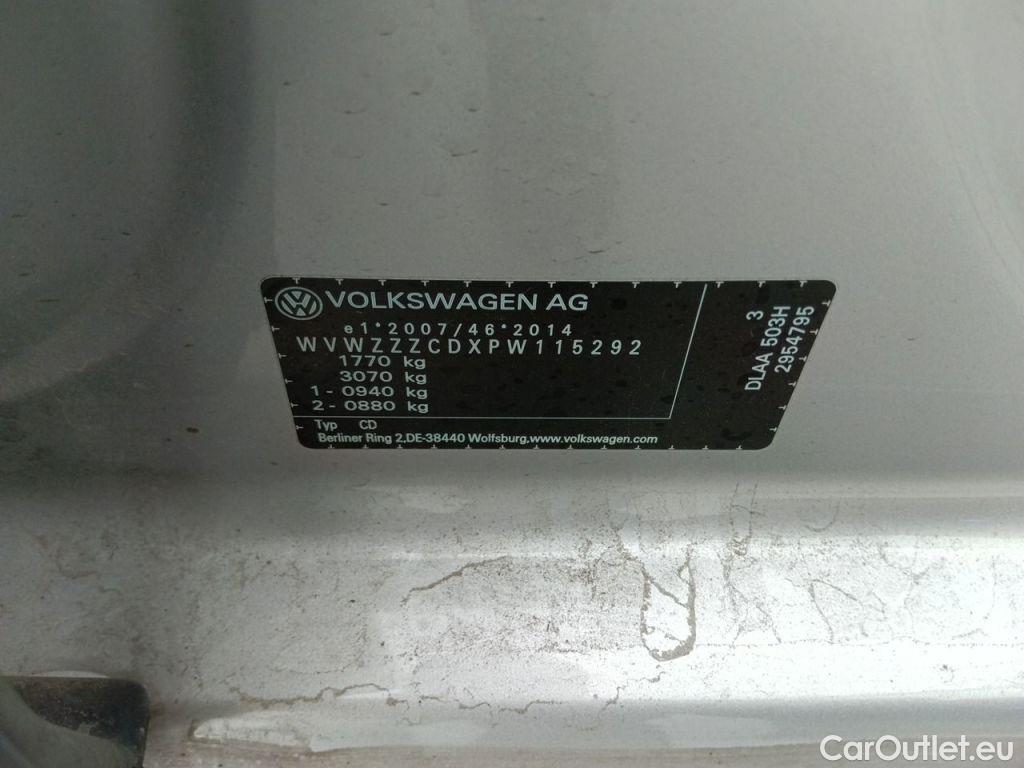 VOLKSWAGEN AG
e1*2007/46*2014
WVWZZZCDXPW115292
1770 kg
3070 kg
1 - 0940 kg
2 - 0880 kg
Typ CD
Berliner Ring 2,DE-38440 Wolfsburg,www.volkswagen.com
3
DLAA 503H
2954795
CarOutlet.eu